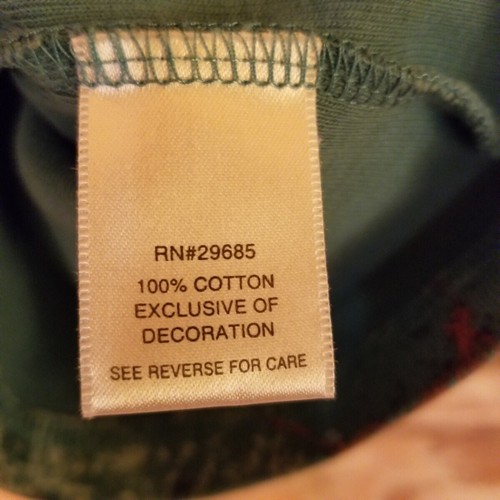 RN#29685
100% COTTON
EXCLUSIVE OF
DECORATION
SEE REVERSE FOR CARE